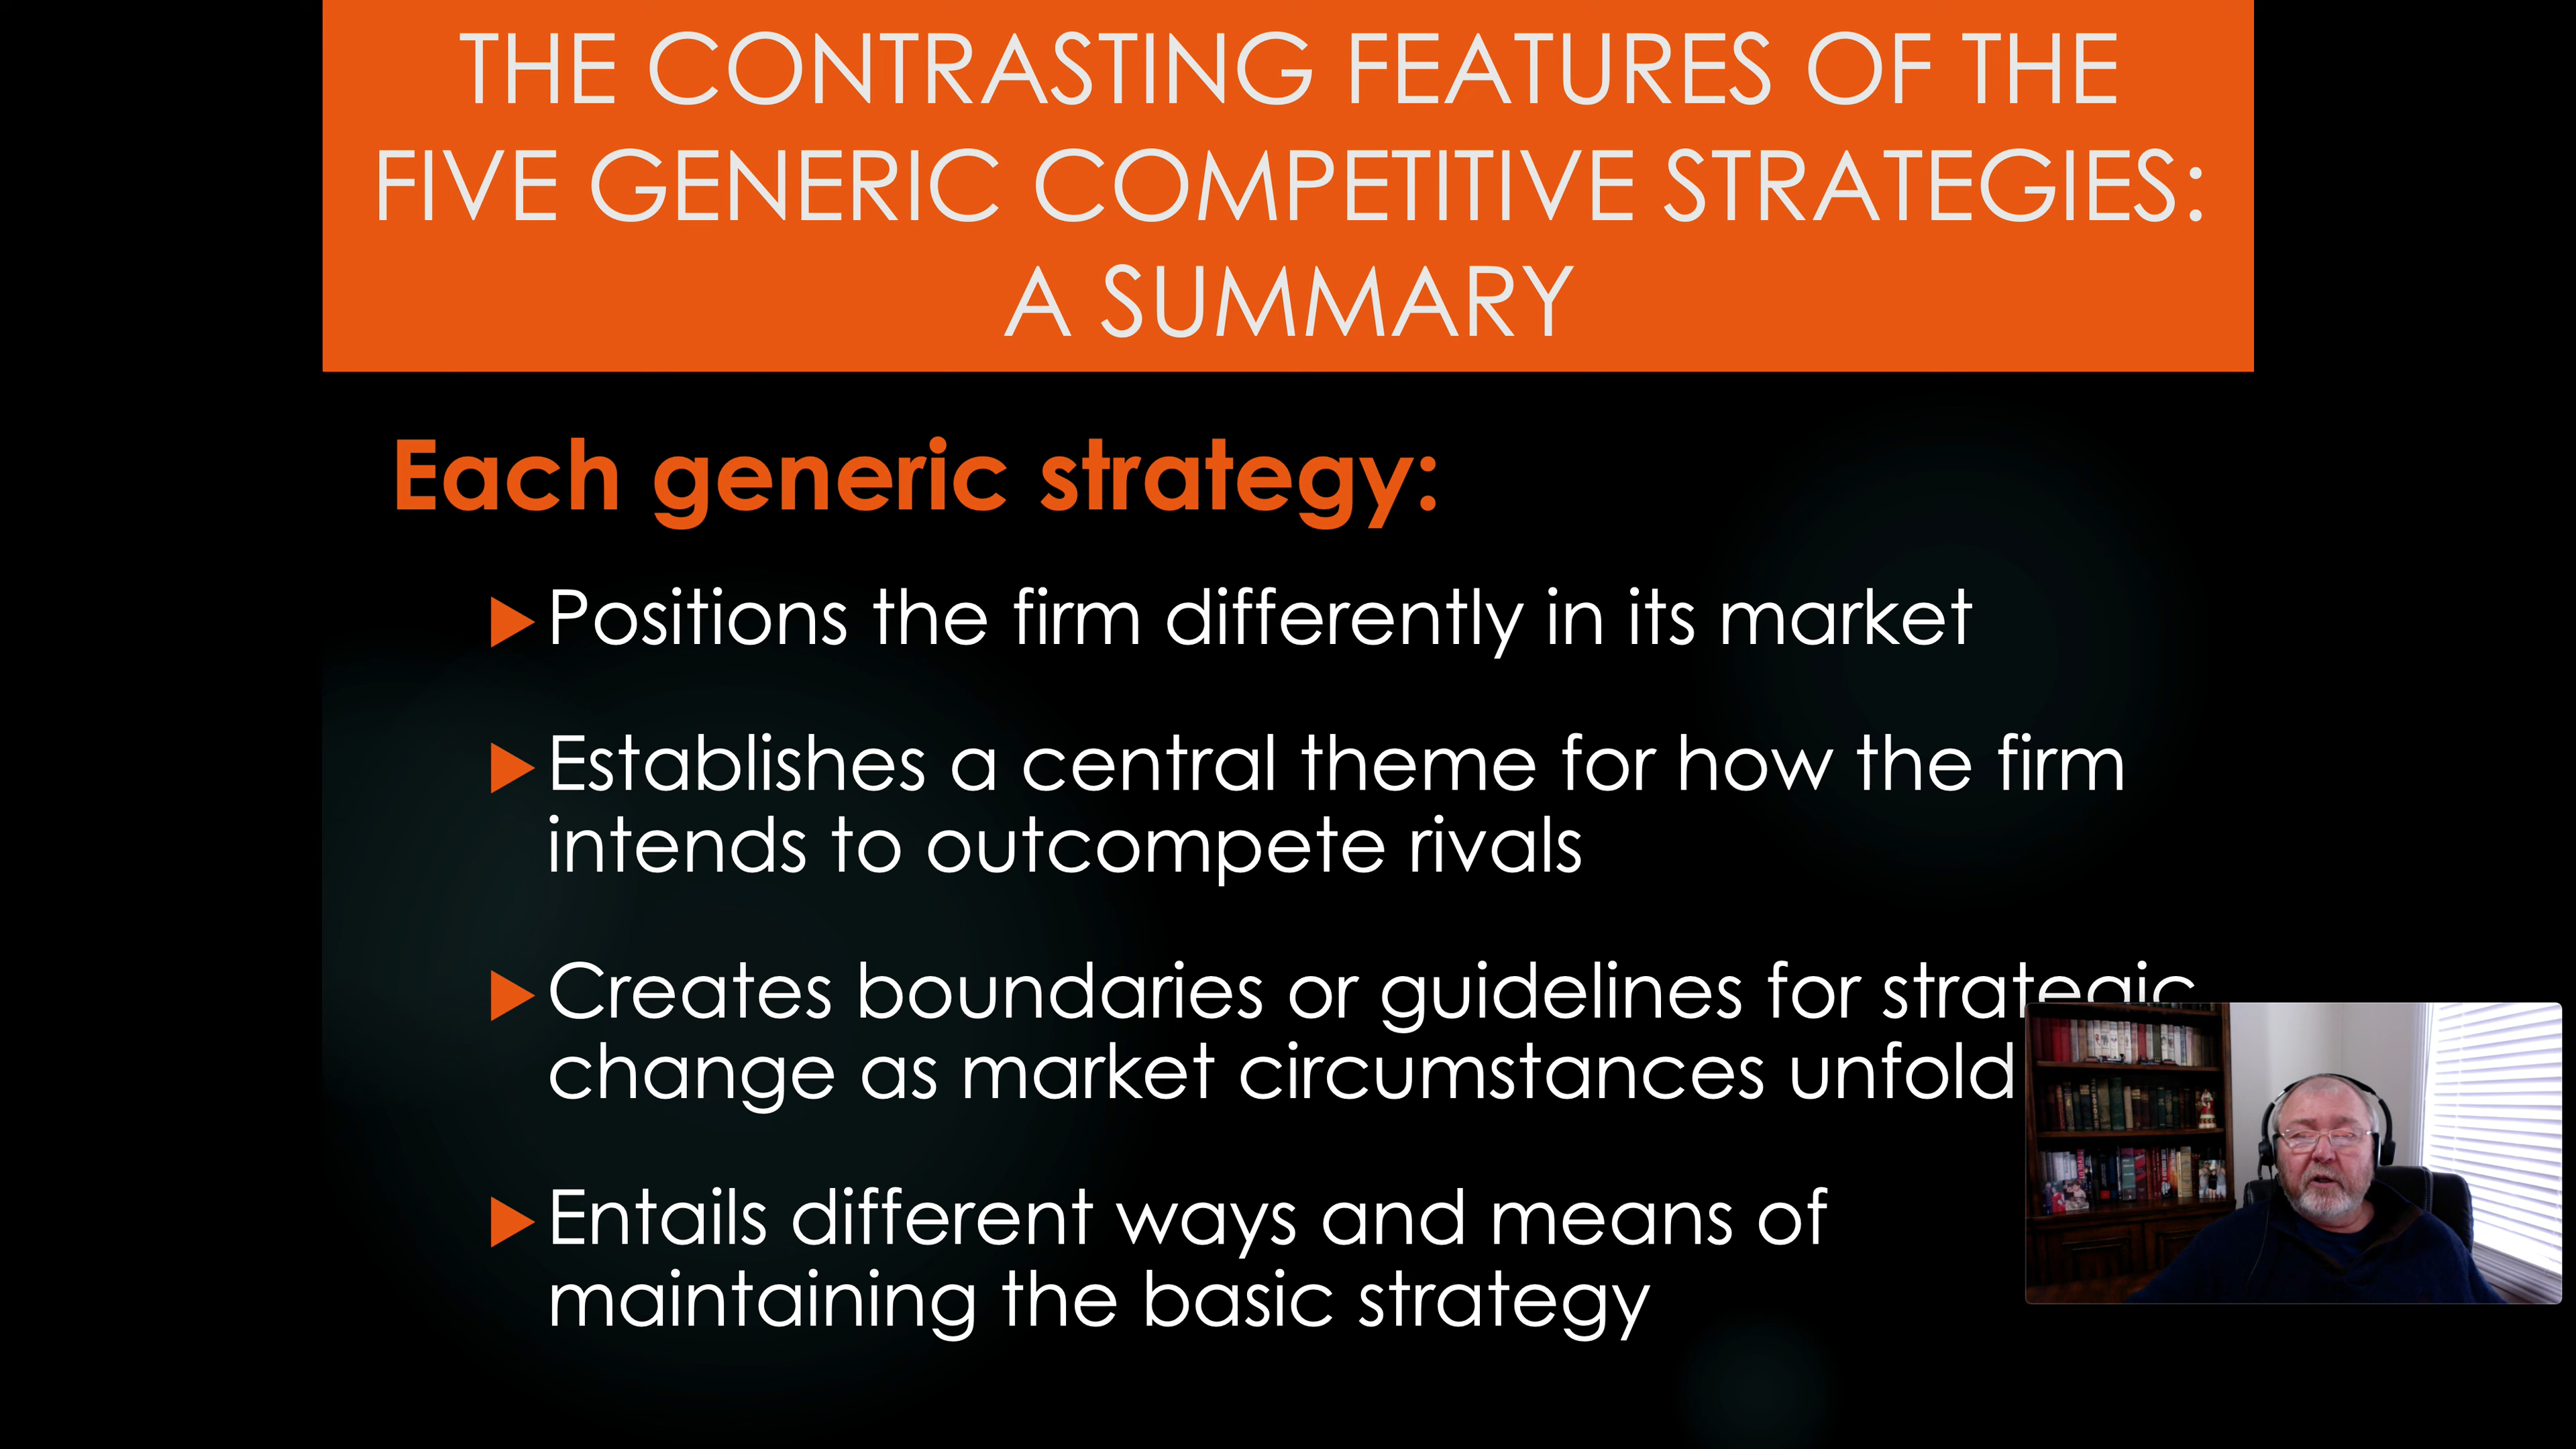 THE CONTRASTING FEATURES OF THE
FIVE GENERIC COMPETITIVE STRATEGIES:
A SUMMARY
Each generic strategy:
Positions the firm differently in its market
Establishes a central theme for how the firm
intends to outcompete rivals
Creates boundaries or guidelines for strategic
change as market circumstances unfold
Entails different ways and means of
maintaining the basic strategy